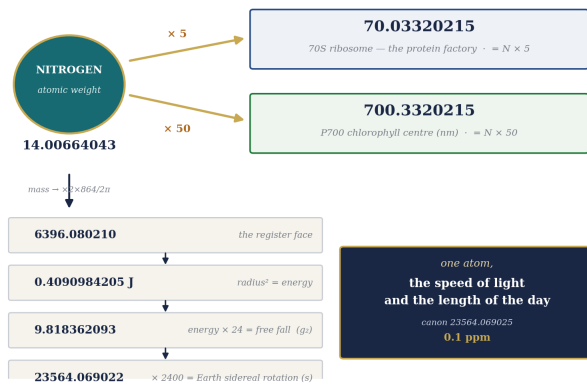 × 5
70.03320215
70S ribosome — the protein factory · = N × 5
NITROGEN
atomic weight
700.3320215
P700 chlorophyll centre (nm) · = N × 50
× 50
14.00664043
mass → ×2×864/2π
6396.080210 the register face
0.4090984205 J radius² = energy
9.818362093 energy × 24 = free fall (g₂)
23564.069022 × 2400 = Earth sidereal rotation (s)
one atom,
the speed of light
and the length of the day
canon 23564.069025
0.1 ppm